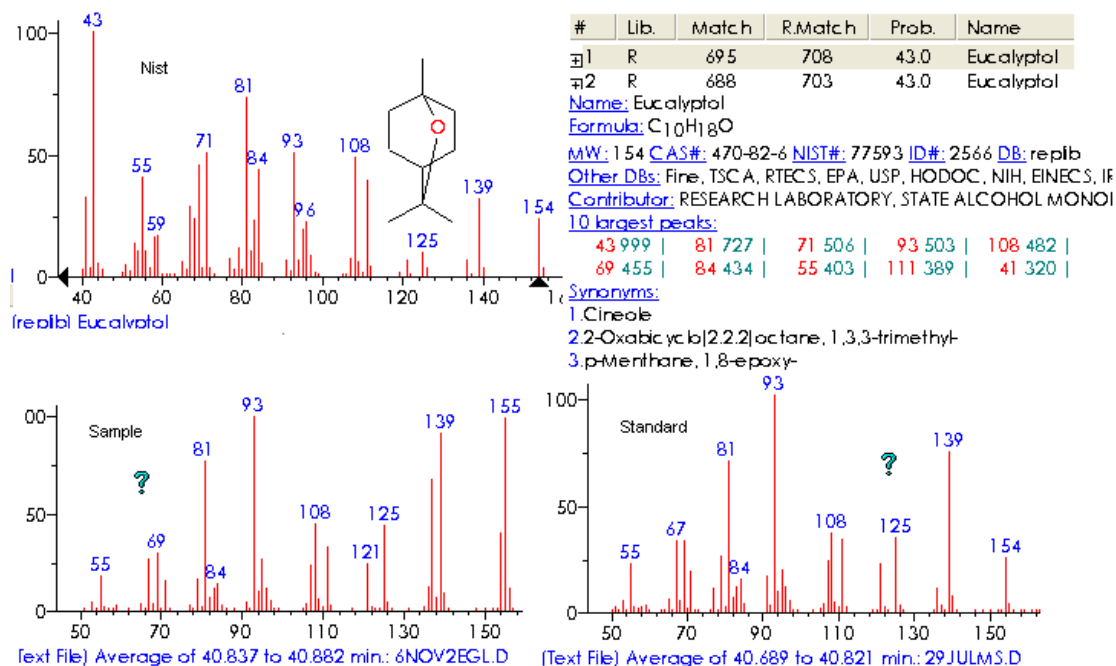 100
43
Nist
81
O
71
93
108
50
55
84
139
59
96
154
125
0
40 60 80 100 120 140
(replib) Eucalyptol
# Lib. Match R.Match Prob. Name
1 R 695 708 43.0 Eucalyptol
2 R 688 703 43.0 Eucalyptol
Name: Eucalyptol
Formula: C10H18O
MW: 154 CAS#: 470-82-6 NIST#: 77593 ID#: 2566 DB: replib
Other DBs: Fine, TSCA, RTECS, EPA, USP, HODOC, NIH, EINECS,
Contributor: RESEARCH LABORATORY, STATE ALCOHOL
10 largest peaks:
43 999 | 81 727 | 71 506 | 93 503 | 108 482 |
69 455 | 84 434 | 55 403 | 111 389 | 41 320 |
Synonyms:
1.Cineole
2.2-Oxabicyclo[2.2.2]octane, 1,3,3-trimethyl-
3.p-Menthane, 1,8-epoxy-
00
Sample
93
155
139
81
?
50
108
125
69
121
55
84
0
50 70 90 110 130 150
(Text File) Average of 40.837 to 40.882 min.: 6NOV2EGL.D
93
100
Standard
139
81
?
50
67
108
125
55
84
154
0
50 70 90 110 130 150
(Text File) Average of 40.689 to 40.821 min.: 29JULMS.D